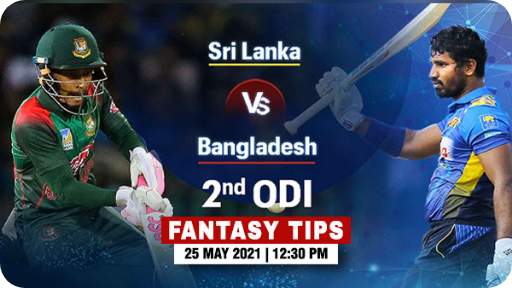 Sri Lanka
Vs
Bangladesh
2nd ODI
FANTASY TIPS
25 MAY 2021 | 12:30 PM